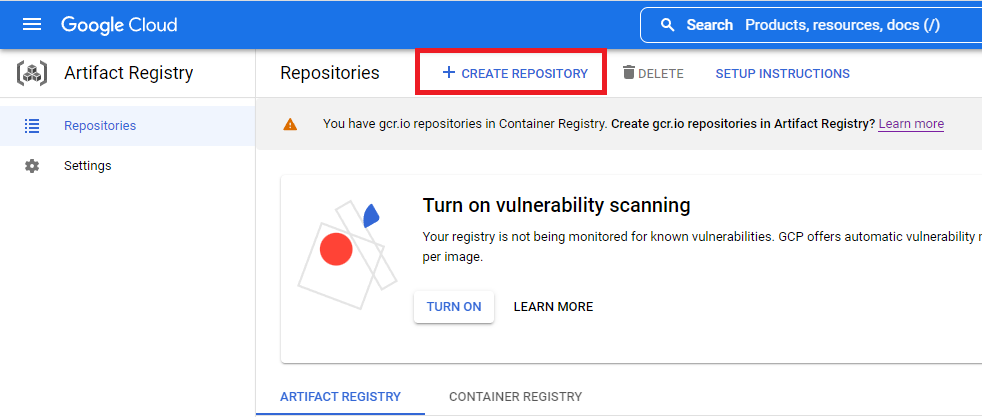 Google Cloud
Search Products, resources, docs (/)
Artifact Registry
Repositories
CREATE REPOSITORY
DELETE
SETUP INSTRUCTIONS
Repositories
Settings
You have gcr.io repositories in Container Registry. Create gcr.io repositories in Artifact Registry? Learn more
Turn on vulnerability scanning
Your registry is not being monitored for known vulnerabilities. GCP offers automatic vulnerability
per image.
TURN ON
LEARN MORE
ARTIFACT REGISTRY
CONTAINER REGISTRY